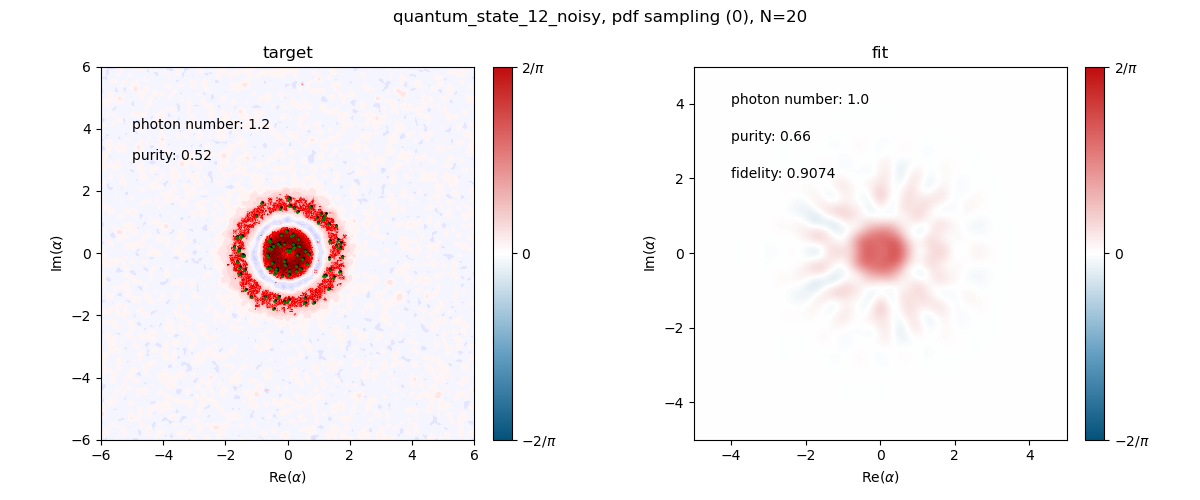 quantum_state_12_noisy, pdf sampling (0), N=20
target
photon number: 1.2
purity: 0.52
6
4
2
0
−2
−4
−6
−6
−4
−2
0
2
4
6
Im(α)
Re(α)
2/π
0
−2/π
fit
photon number: 1.0
purity: 0.66
fidelity: 0.9074
4
2
0
−2
−4
−4
−2
0
2
4
Im(α)
Re(α)
2/π
0
−2/π